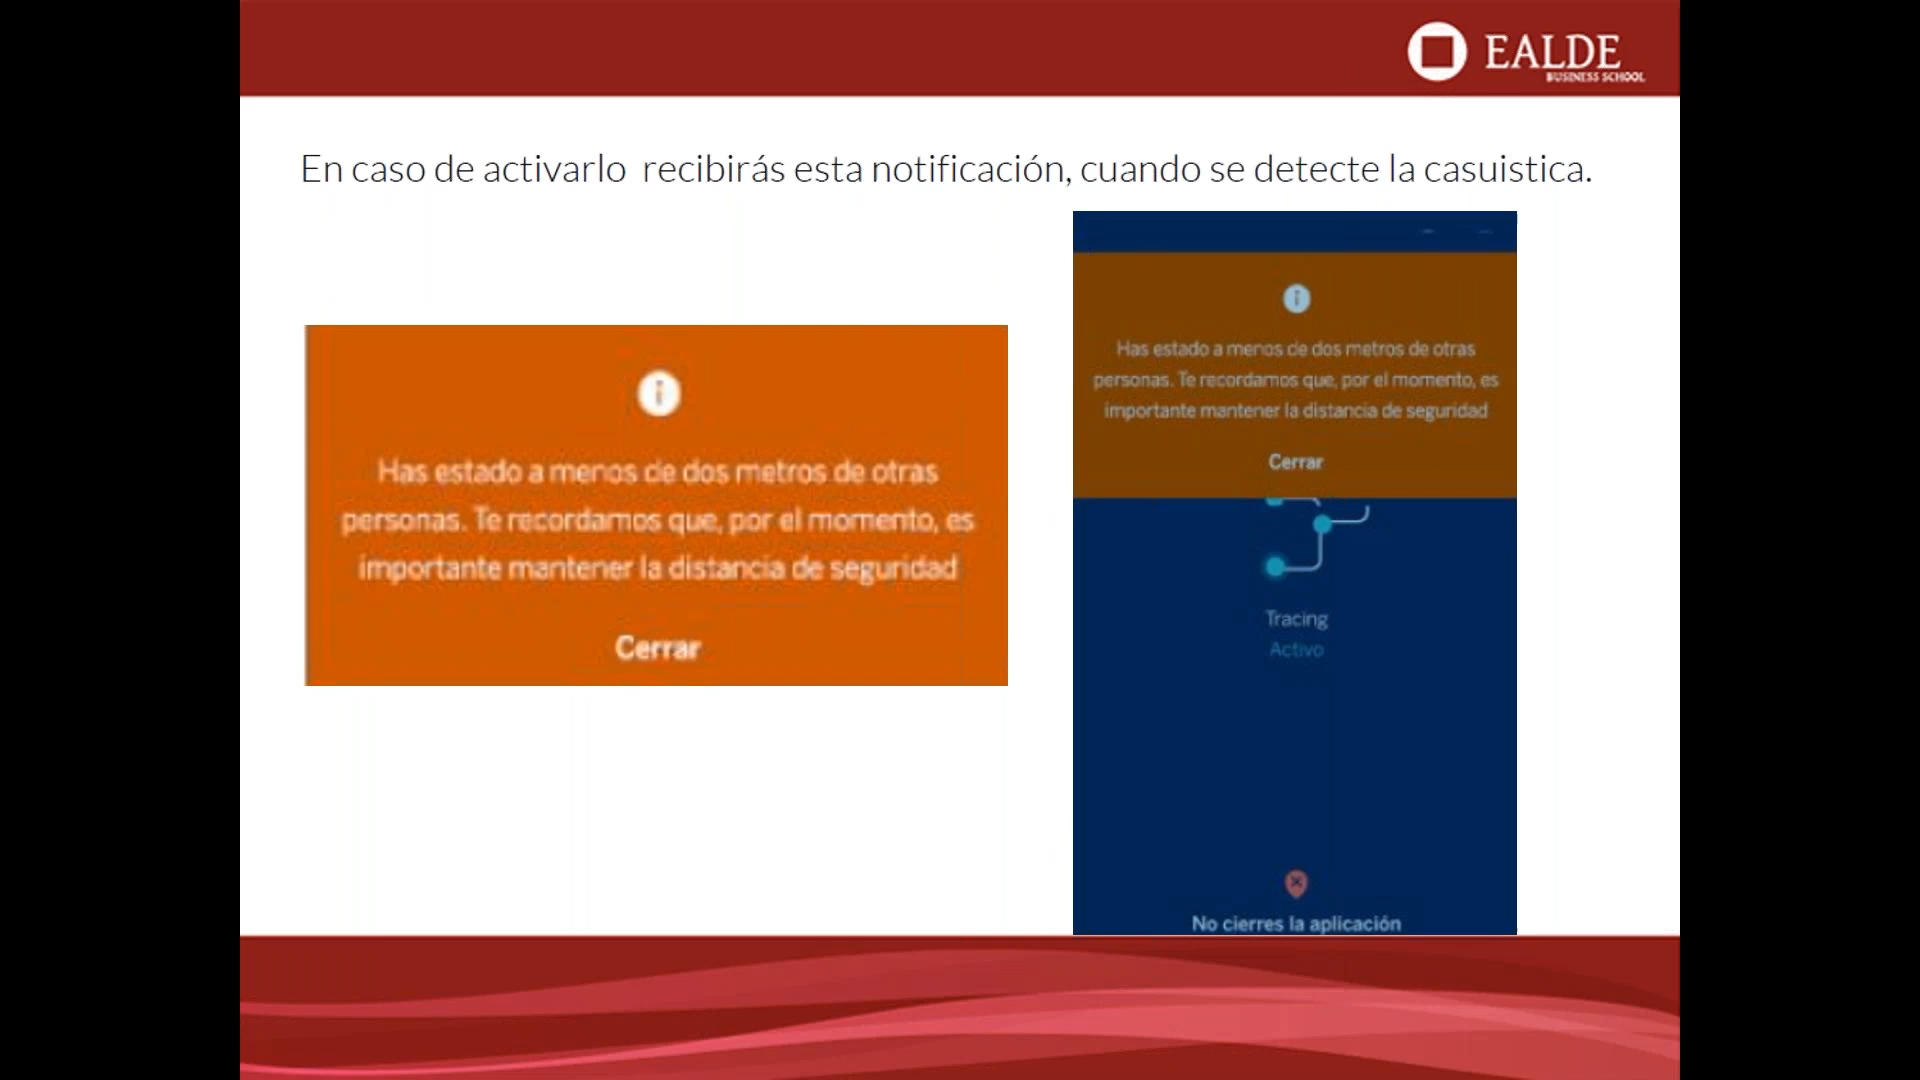 EALDE
BUSINESS SCHOOL
En caso de activarlo recibirás esta notificación, cuando se detecte la casuistica.
Has estado a menos de dos metros de otras
personas. Te recordamos que, por el momento, es
importante mantener la distancia de seguridad
Cerrar
Has estado a menos de dos metros de otras
personas. Te recordamos que, por el momento, es
importante mantener la distancia de seguridad
Cerrar
Tracing
Activo
No cierres la aplicación